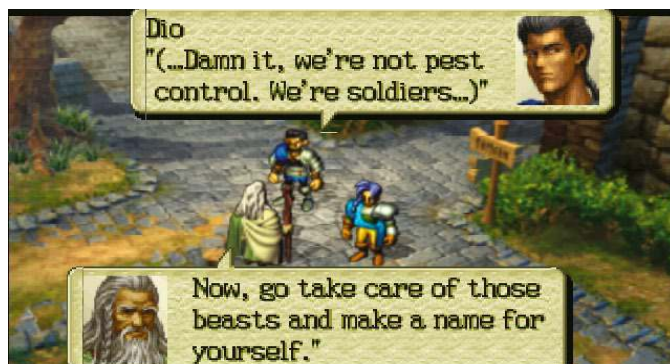 Dio
"(...Damn it, we're not pest
control. We're soldiers...)"
Now, go take care of those
beasts and make a name for
yourself."